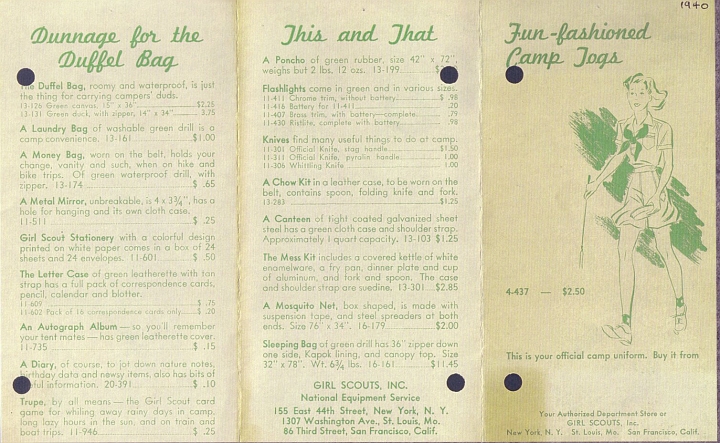 Dunnage for the
Duffel Bag
The Duffel Bag, roomy and waterproof, is just
the thing for carrying campers' duds.
13-126 Green canvas, 15" x 36" $2.25
13-131 Green duck, with zipper, 14" x 34" 3.75
A Laundry Bag of washable green drill is a
camp convenience. 13-161 $1.00
A Money Bag, worn on the belt, holds your
change, vanity and such, when on hike and
bike trips. Of green waterproof drill, with
zipper. 13-174 $ .65
A Metal Mirror, unbreakable, is 4 x 3¾", has a
hole for hanging and its own cloth case.
11-511 $ .25
Girl Scout Stationery with a colorful design
printed on white paper comes in a box of 24
sheets and 24 envelopes. 11-601 $ .50
The Letter Case of green leatherette with tan
strap has a full pack of correspondence cards,
pencil, calendar and blotter.
11-609 $ .75
11-602 Pack of 16 correspondence cards only $ .20
An Autograph Album — so you'll remember
your tent mates — has green leatherette cover.
11-735 $ .15
A Diary, of course, to jot down nature notes,
birthday data and newsy items, also has bits of
useful information. 20-391 $ .10
Trupe, by all means — the Girl Scout card
game for whiling away rainy days in camp,
long lazy hours in the sun, and on train and
boat trips. 11-946 $ .25
This and That
A Poncho of green rubber, size 42" x 72",
weighs but 2 lbs. 12 ozs. 13-199 $
Flashlights come in green and in various sizes.
11-411 Chrome trim, without battery $ .98
11-416 Battery for 11-411 .20
11-407 Brass trim, with battery—complete .79
11-430 Ristlite, complete with battery .98
Knives find many useful things to do at camp.
11-301 Official Knife, stag handle $1.50
11-311 Official Knife, pyralin handle 1.00
11-306 Whittling Knife 1.00
A Chow Kit in a leather case, to be worn on the
belt, contains spoon, folding knife and fork.
13-283 $1.25
A Canteen of tight coated galvanized sheet
steel has a green cloth case and shoulder strap.
Approximately 1 quart capacity. 13-103 $1.25
The Mess Kit includes a covered kettle of white
enamelware, a fry pan, dinner plate and cup
of aluminum, and fork and spoon. The case
and shoulder strap are suedine. 13-301 $2.85
A Mosquito Net, box shaped, is made with
suspension tape, and steel spreaders at both
ends. Size 76" x 34". 16-179 $2.00
Sleeping Bag of green drill has 36" zipper down
one side, Kapok lining, and canopy top. Size
32" x 78". Wt. 6¾ lbs. $11.45
GIRL SCOUTS, INC.
National Equipment Service
155 East 44th Street, New York, N. Y.
1307 Washington Ave., St. Louis, Mo.
86 Third Street, San Francisco, Calif.
1940
Fun-fashioned
Camp Togs
4-437 — $2.50
This is your official camp uniform. Buy it from
Your Authorized Department Store or
GIRL SCOUTS, Inc.
New York, N. Y. St. Louis, Mo. San Francisco, Calif.